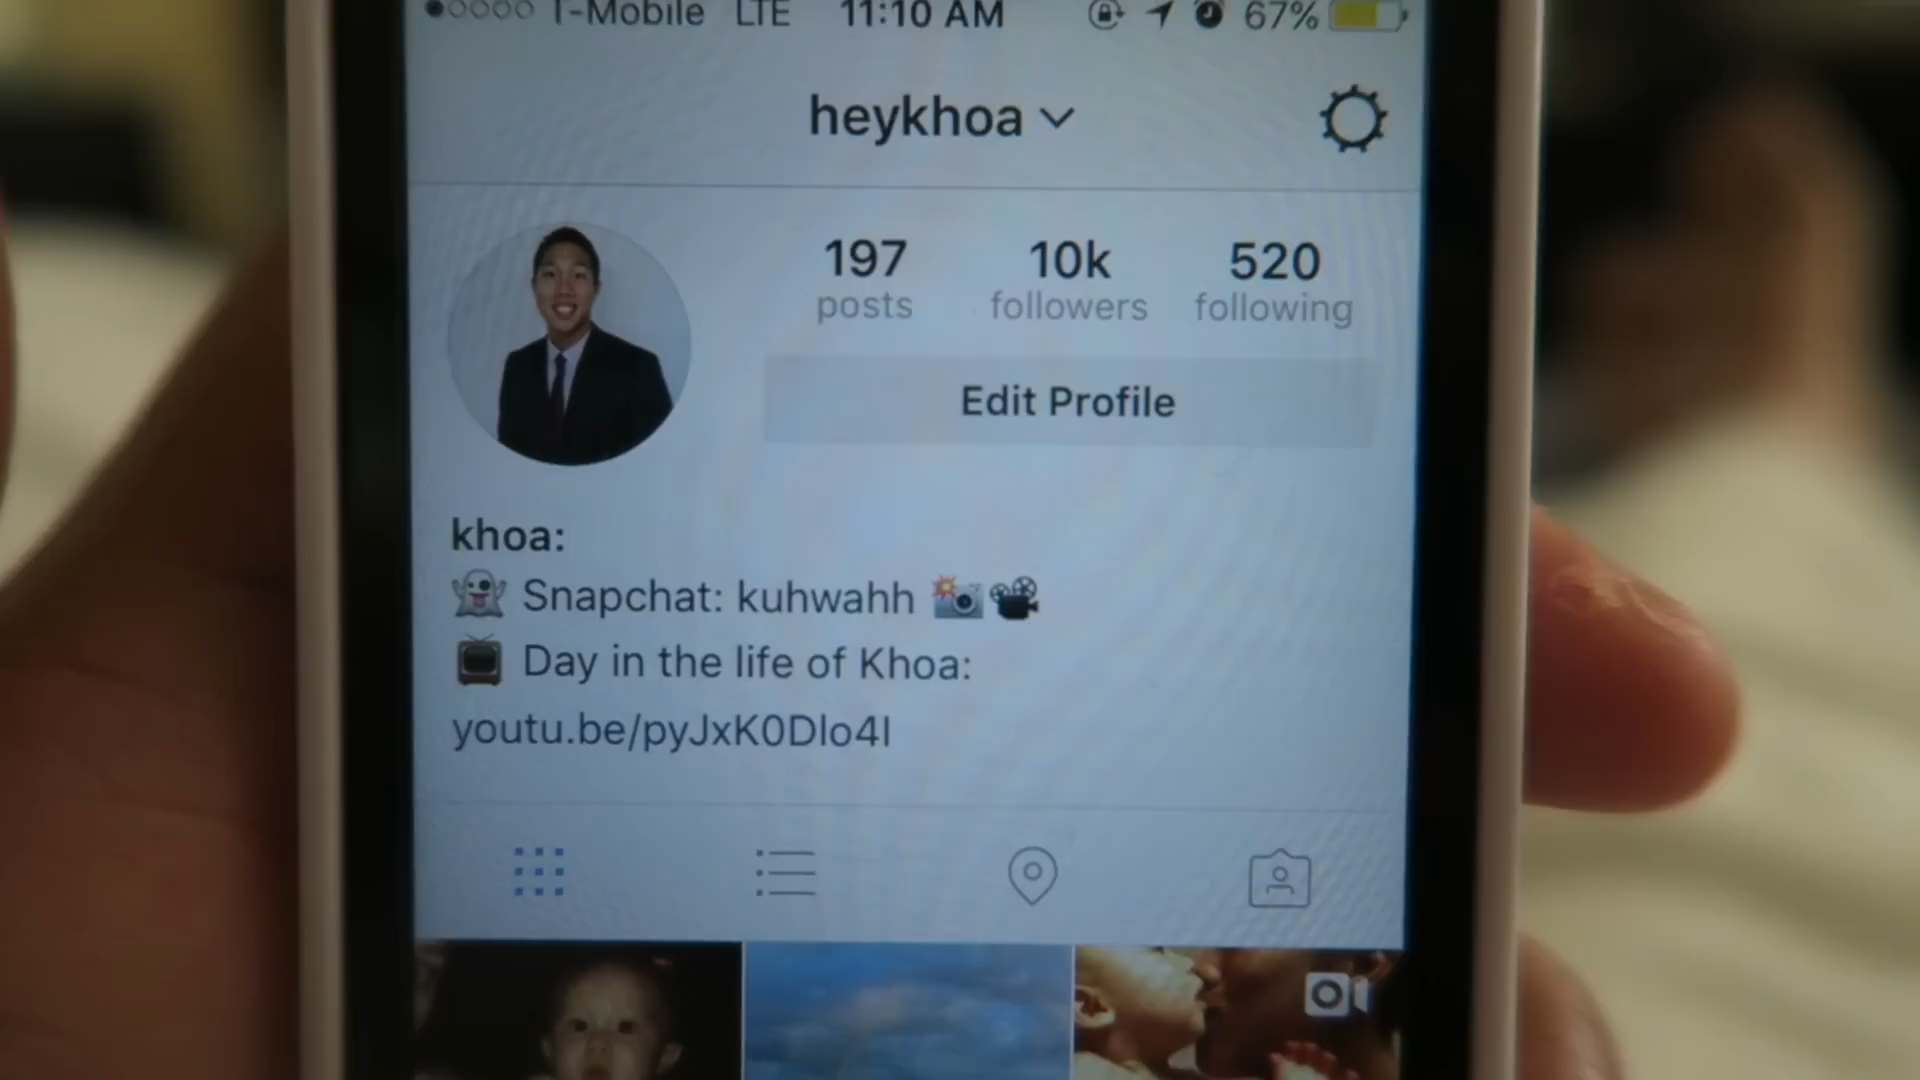 T-Mobile LTE 11:10 AM 67%
heykhoa
197 10k 520
posts followers following
Edit Profile
khoa:
👻 Snapchat: kuhwahh 📸📽
📺 Day in the life of Khoa:
youtu.be/pyJxK0Dlo4I